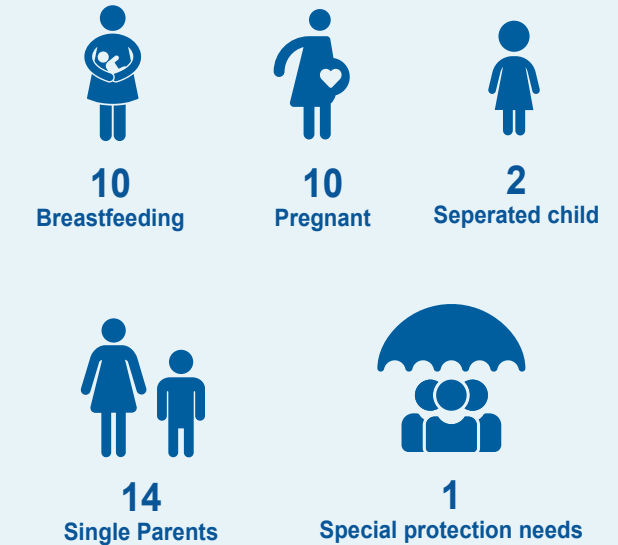 10
Breastfeeding
10
Pregnant
2
Seperated child
14
Single Parents
1
Special protection needs